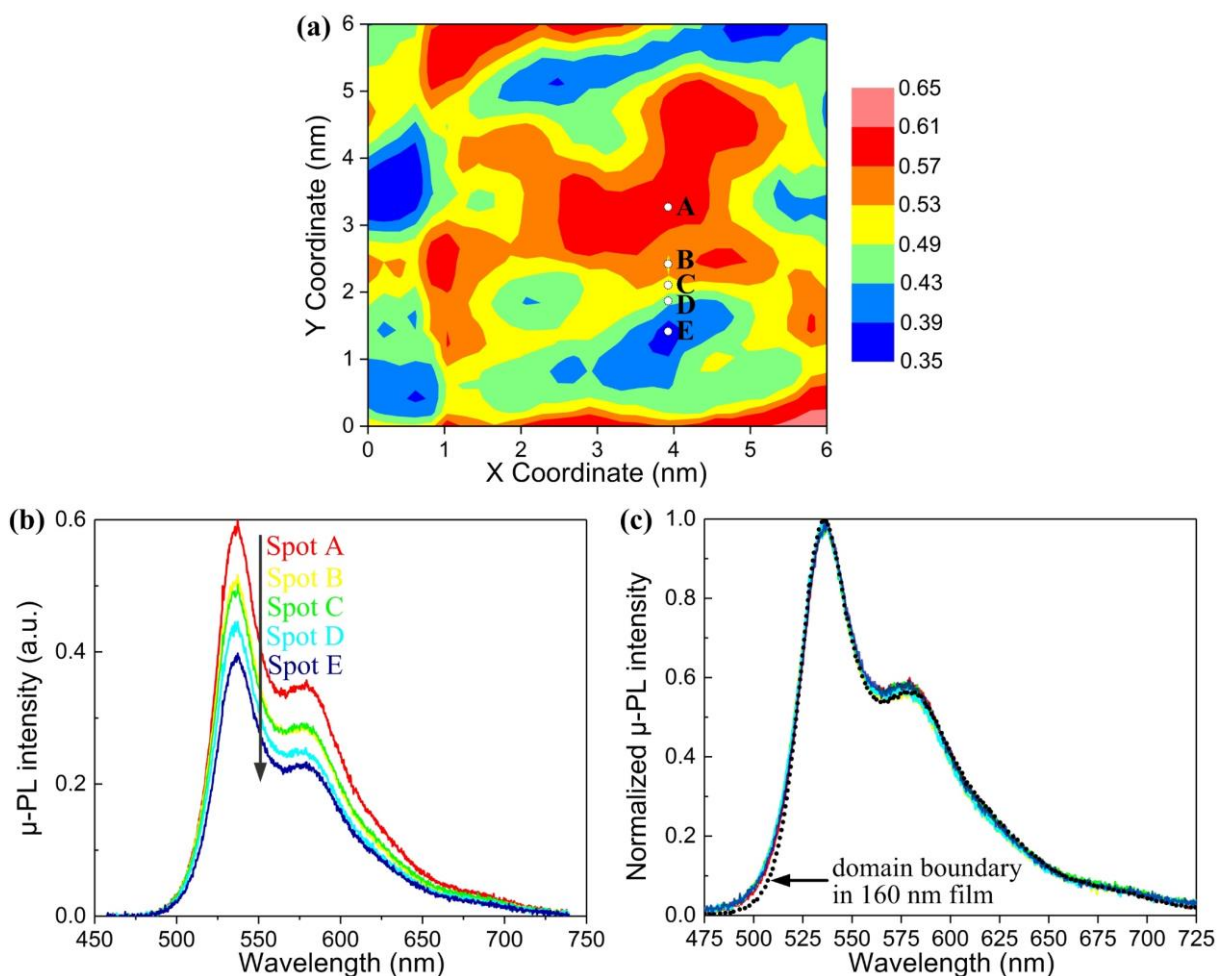 (a)
6
5
4
3
2
1
0
Y Coordinate (nm)
0 1 2 3 4 5 6
X Coordinate (nm)
A
B
C
D
E
0.65
0.61
0.57
0.53
0.49
0.43
0.39
0.35
(b)
0.6
0.4
0.2
0.0
μ-PL intensity (a.u.)
Spot A
Spot B
Spot C
Spot D
Spot E
450 500 550 600 650 700 750
Wavelength (nm)
(c)
1.0
0.8
0.6
0.4
0.2
0.0
Normalized μ-PL intensity
domain boundary
in 160 nm film
475 500 525 550 575 600 625 650 675 700 725
Wavelength (nm)